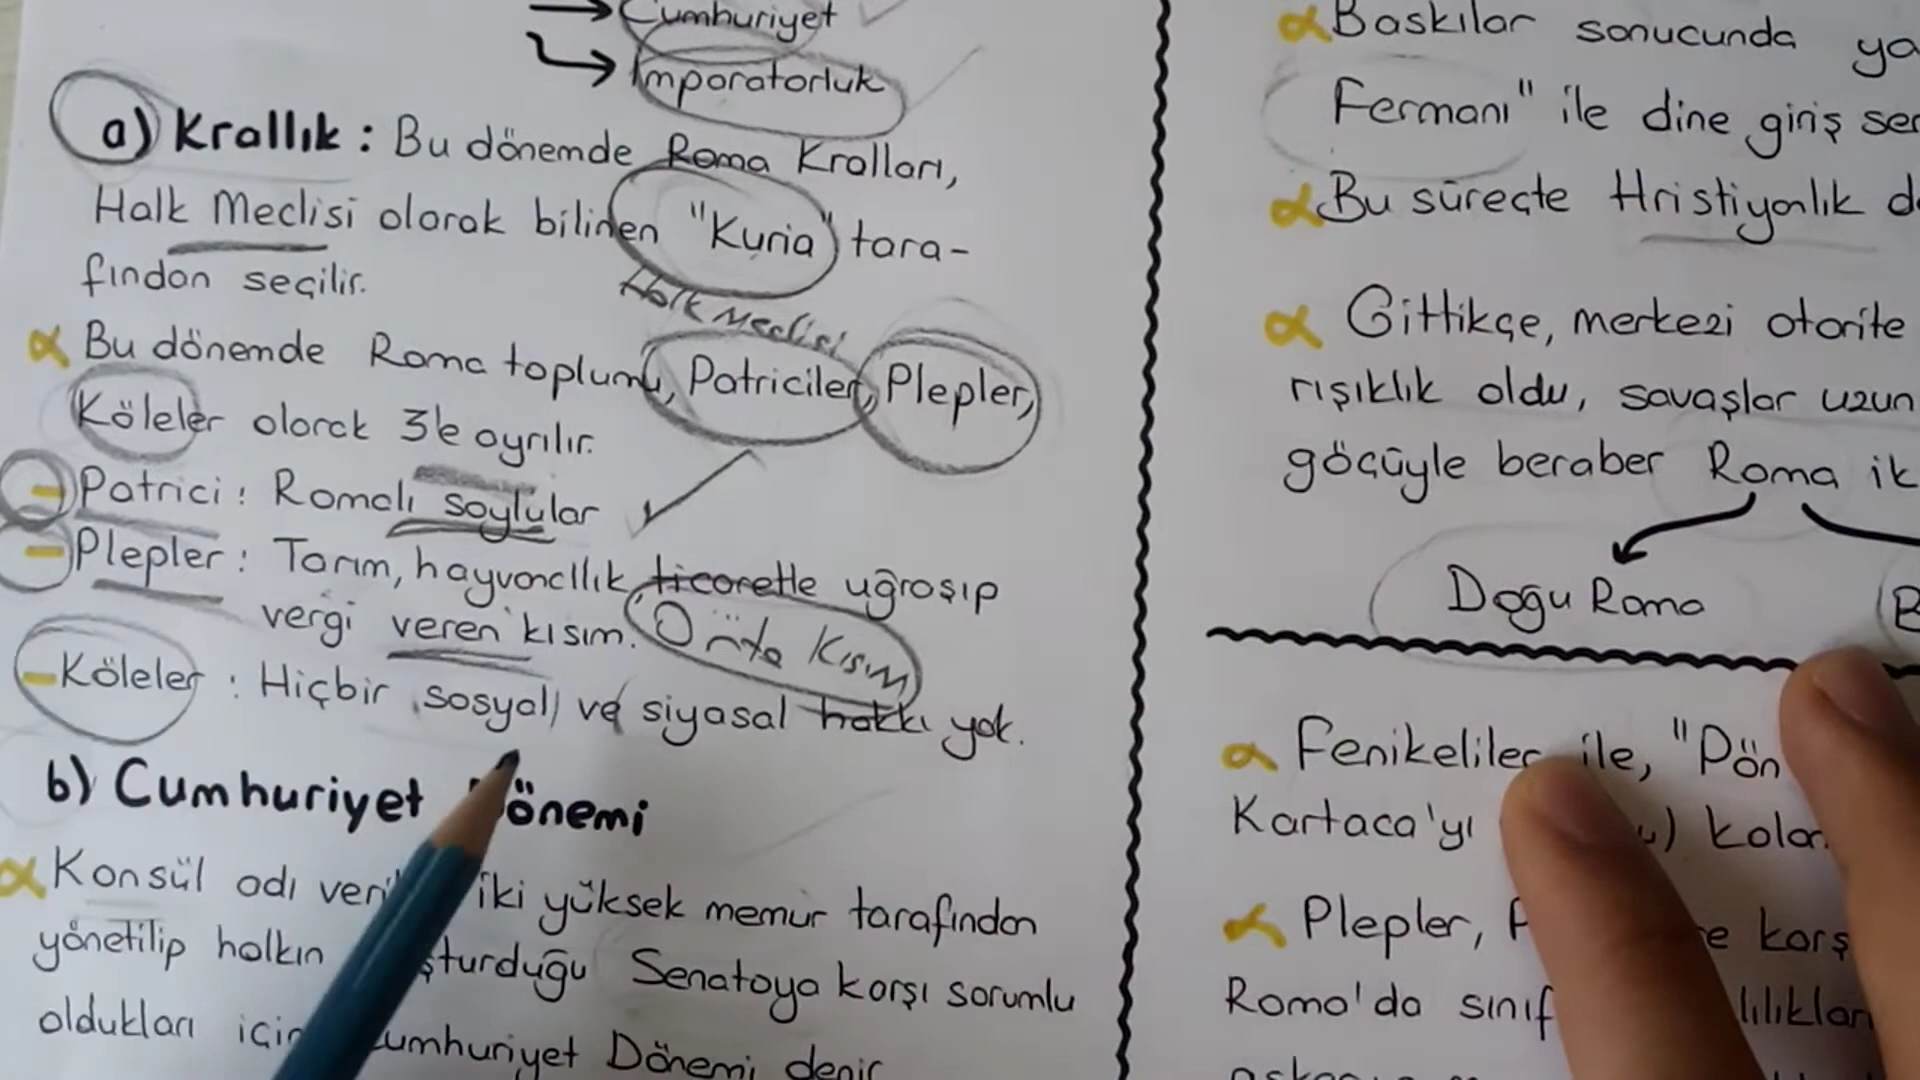 Cumhuriyet
İmparatorluk
a) Krallık : Bu dönemde Roma Kralları,
Halk Meclisi olarak bilinen "Kuria" tara-
fından seçilir.
Halk Meclisi
α Bu dönemde Roma toplumu, Patriciler, Plepler,
Köleler olarak 3'e ayrılır.
- Patrici : Romalı soylular
- Plepler : Tarım, hayvancılık, ticaretle uğraşıp
vergi veren kısım. Orta Kısım
- Köleler : Hiçbir sosyal ve siyasal hakkı yok.
b) Cumhuriyet Dönemi
α Konsül adı iki yüksek memur tarafından
yönetilip halkın Senatoya karşı sorumlu
oldukları için Cumhuriyet Dönemi denir
α Baskılar sonucunda
Fermanı" ile dine giriş
α Bu süreçte Hristiyanlık
α Gittikçe, merkezi otorite
rışıklık oldu, savaşlar uzun
göçüyle beraber Roma
Doğu Roma
α Fenikeliler ile, "Pön
Kartaca'yı
α Plepler,
Roma'da sınıf